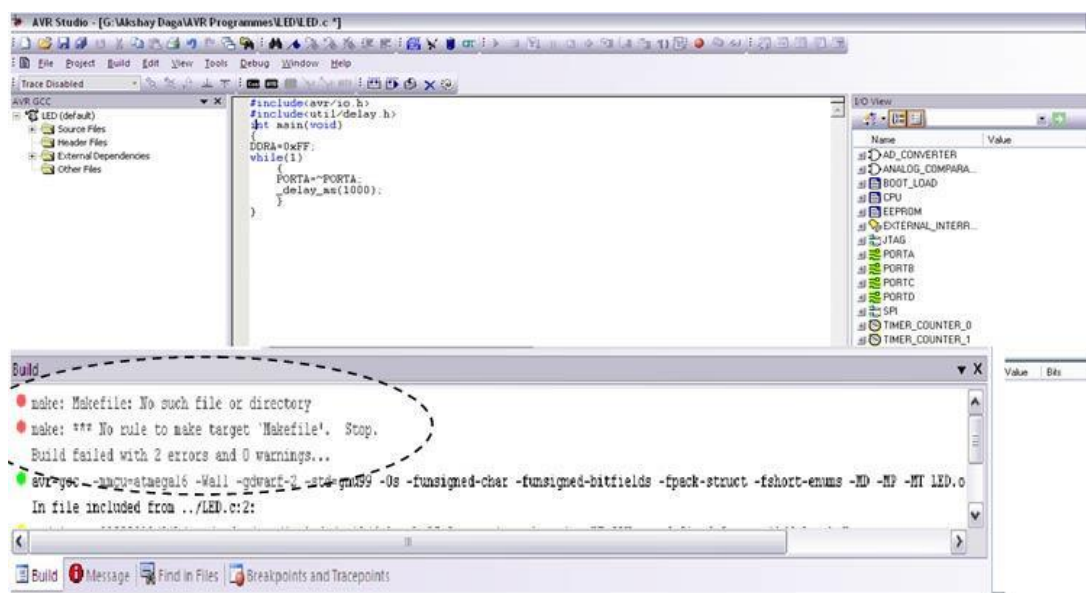 AVR Studio - [G:\Akshay Daga\AVR Programmes\LED\LED.c *]
File Project Build Edit View Tools Debug Window Help
Trace Disabled
AVR GCC
LED (default)
Source Files
Header Files
External Dependencies
Other Files
#include<avr/io.h>
#include<util/delay.h>
int main(void)
{
DDRA=0xFF;
while(1)
{
PORTA=~PORTA;
_delay_ms(1000);
}
}
I/O View
Name Value
AD_CONVERTER
ANALOG_COMPARA...
BOOT_LOAD
CPU
EEPROM
EXTERNAL_INTERR...
JTAG
PORTA
PORTB
PORTC
PORTD
SPI
TIMER_COUNTER_0
TIMER_COUNTER_1
Value Bits
Build
make: Makefile: No such file or directory
make: *** No rule to make target `Makefile'. Stop.
Build failed with 2 errors and 0 warnings...
avr-gcc -mmcu=atmega16 -Wall -gdwarf-2 -std=gnu99 -Os -funsigned-char -funsigned-bitfields -fpack-struct -fshort-enums -MD -MP -MT LED.o
In file included from ../LED.c:2:
Build Message Find in Files Breakpoints and Tracepoints